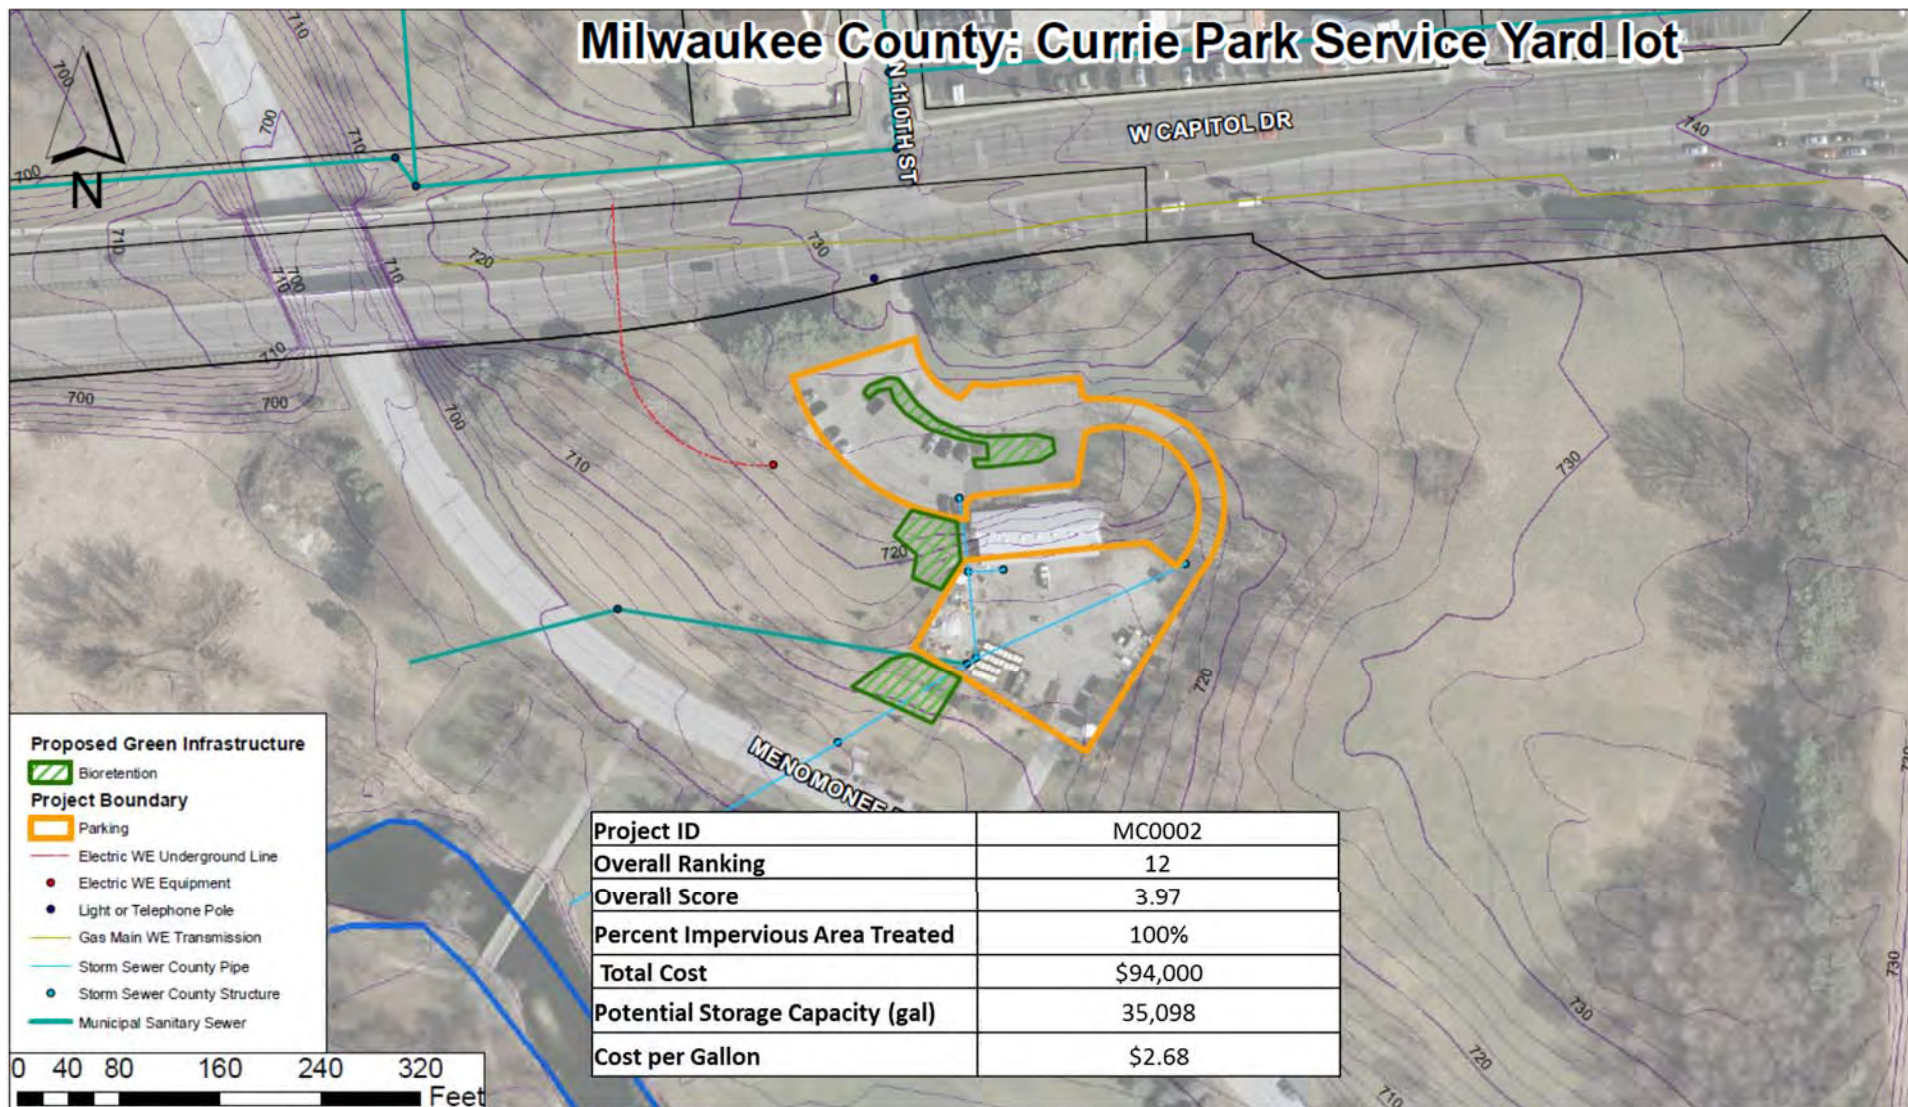 Milwaukee County: Currie Park Service Yard lot
N 110TH ST
W CAPITOL DR
N
700
710
700
700
710
740
710
720
730
710
700
710
710
700
700
700
710
730
720
720
730
730
730
720
710
MENOMONEE
Proposed Green Infrastructure
Bioretention
Project Boundary
Parking
Electric WE Underground Line
Electric WE Equipment
Light or Telephone Pole
Gas Main WE Transmission
Storm Sewer County Pipe
Storm Sewer County Structure
Municipal Sanitary Sewer
0 40 80 160 240 320
Feet
Project ID MC0002
Overall Ranking 12
Overall Score 3.97
Percent Impervious Area Treated 100%
Total Cost $94,000
Potential Storage Capacity (gal) 35,098
Cost per Gallon $2.68